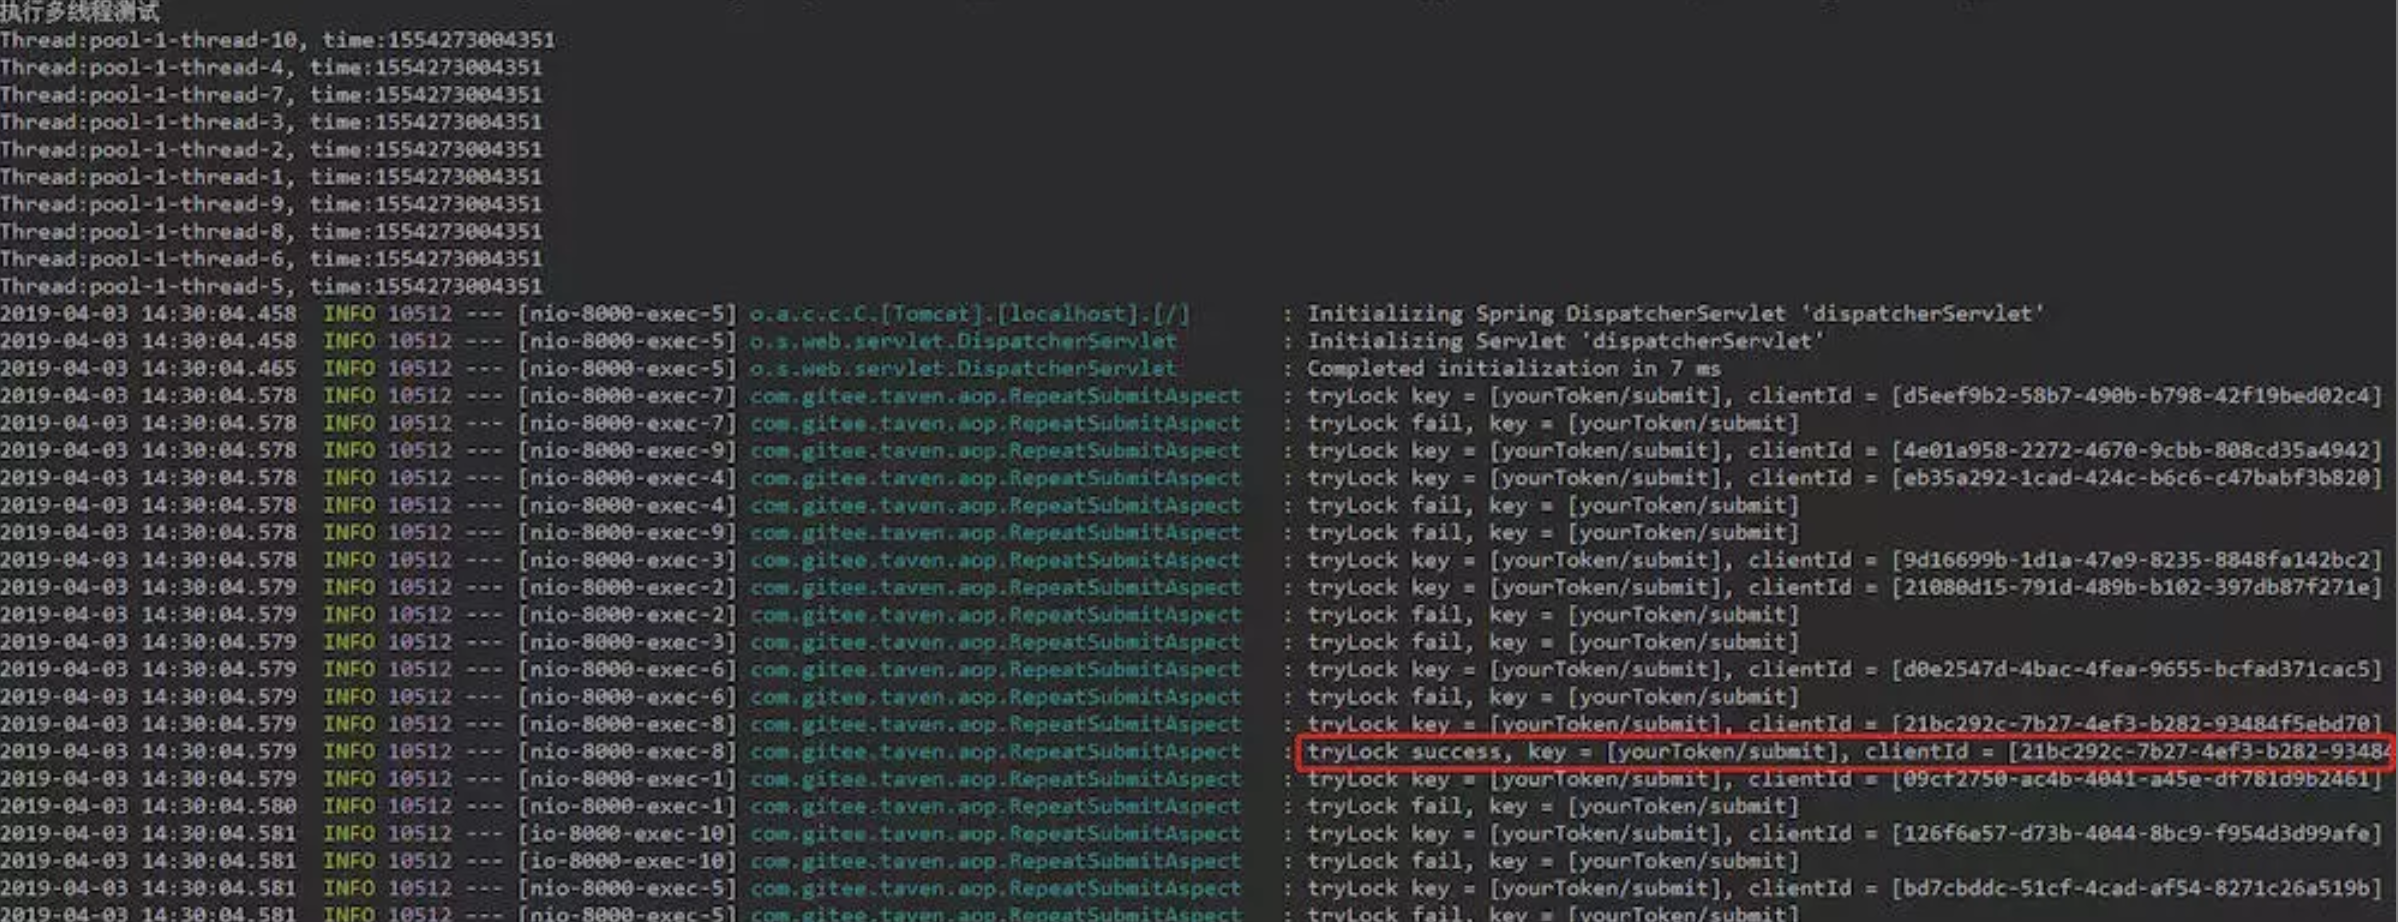 执行多线程测试
Thread:pool-1-thread-10, time:1554273004351
Thread:pool-1-thread-4, time:1554273004351
Thread:pool-1-thread-7, time:1554273004351
Thread:pool-1-thread-3, time:1554273004351
Thread:pool-1-thread-2, time:1554273004351
Thread:pool-1-thread-1, time:1554273004351
Thread:pool-1-thread-9, time:1554273004351
Thread:pool-1-thread-8, time:1554273004351
Thread:pool-1-thread-6, time:1554273004351
Thread:pool-1-thread-5, time:1554273004351
2019-04-03 14:30:04.458 INFO 10512 --- [nio-8000-exec-5] o.a.c.c.C.[Tomcat].[localhost].[/] : Initializing Spring DispatcherServlet 'dispatcherServlet'
2019-04-03 14:30:04.458 INFO 10512 --- [nio-8000-exec-5] o.s.web.servlet.DispatcherServlet : Initializing Servlet 'dispatcherServlet'
2019-04-03 14:30:04.465 INFO 10512 --- [nio-8000-exec-5] o.s.web.servlet.DispatcherServlet : Completed initialization in 7 ms
2019-04-03 14:30:04.578 INFO 10512 --- [nio-8000-exec-7] com.gitee.taven.aop.RepeatSubmitAspect : tryLock key = [yourToken/submit], clientId = [d5eef9b2-58b7-490b-b798-42f19bed02c4]
2019-04-03 14:30:04.578 INFO 10512 --- [nio-8000-exec-7] com.gitee.taven.aop.RepeatSubmitAspect : tryLock fail, key = [yourToken/submit]
2019-04-03 14:30:04.578 INFO 10512 --- [nio-8000-exec-9] com.gitee.taven.aop.RepeatSubmitAspect : tryLock key = [yourToken/submit], clientId = [4e01a958-2272-4670-9cbb-808cd35a4942]
2019-04-03 14:30:04.578 INFO 10512 --- [nio-8000-exec-4] com.gitee.taven.aop.RepeatSubmitAspect : tryLock key = [yourToken/submit], clientId = [eb35a292-1cad-424c-b6c6-c47babf3b820]
2019-04-03 14:30:04.578 INFO 10512 --- [nio-8000-exec-4] com.gitee.taven.aop.RepeatSubmitAspect : tryLock fail, key = [yourToken/submit]
2019-04-03 14:30:04.578 INFO 10512 --- [nio-8000-exec-9] com.gitee.taven.aop.RepeatSubmitAspect : tryLock fail, key = [yourToken/submit]
2019-04-03 14:30:04.578 INFO 10512 --- [nio-8000-exec-3] com.gitee.taven.aop.RepeatSubmitAspect : tryLock key = [yourToken/submit], clientId = [9d16699b-1d1a-47e9-8235-8848fa142bc2]
2019-04-03 14:30:04.579 INFO 10512 --- [nio-8000-exec-2] com.gitee.taven.aop.RepeatSubmitAspect : tryLock key = [yourToken/submit], clientId = [21080d15-791d-489b-b102-397db87f271e]
2019-04-03 14:30:04.579 INFO 10512 --- [nio-8000-exec-2] com.gitee.taven.aop.RepeatSubmitAspect : tryLock fail, key = [yourToken/submit]
2019-04-03 14:30:04.579 INFO 10512 --- [nio-8000-exec-3] com.gitee.taven.aop.RepeatSubmitAspect : tryLock fail, key = [yourToken/submit]
2019-04-03 14:30:04.579 INFO 10512 --- [nio-8000-exec-6] com.gitee.taven.aop.RepeatSubmitAspect : tryLock key = [yourToken/submit], clientId = [d0e2547d-4bac-4fea-9655-bcfad371cac5]
2019-04-03 14:30:04.579 INFO 10512 --- [nio-8000-exec-6] com.gitee.taven.aop.RepeatSubmitAspect : tryLock fail, key = [yourToken/submit]
2019-04-03 14:30:04.579 INFO 10512 --- [nio-8000-exec-8] com.gitee.taven.aop.RepeatSubmitAspect : tryLock key = [yourToken/submit], clientId = [21bc292c-7b27-4ef3-b282-93484f5ebd70]
2019-04-03 14:30:04.579 INFO 10512 --- [nio-8000-exec-8] com.gitee.taven.aop.RepeatSubmitAspect : tryLock success, key = [yourToken/submit], clientId = [21bc292c-7b27-4ef3-b282-93484
2019-04-03 14:30:04.579 INFO 10512 --- [nio-8000-exec-1] com.gitee.taven.aop.RepeatSubmitAspect : tryLock key = [yourToken/submit], clientId = [09cf2750-ac4b-4041-a45e-df781d9b2461]
2019-04-03 14:30:04.580 INFO 10512 --- [nio-8000-exec-1] com.gitee.taven.aop.RepeatSubmitAspect : tryLock fail, key = [yourToken/submit]
2019-04-03 14:30:04.581 INFO 10512 --- [io-8000-exec-10] com.gitee.taven.aop.RepeatSubmitAspect : tryLock key = [yourToken/submit], clientId = [126f6e57-d73b-4044-8bc9-f954d3d99afe]
2019-04-03 14:30:04.581 INFO 10512 --- [io-8000-exec-10] com.gitee.taven.aop.RepeatSubmitAspect : tryLock fail, key = [yourToken/submit]
2019-04-03 14:30:04.581 INFO 10512 --- [nio-8000-exec-5] com.gitee.taven.aop.RepeatSubmitAspect : tryLock key = [yourToken/submit], clientId = [bd7cbddc-51cf-4cad-af54-8271c26a519b]
2019-04-03 14:30:04.581 INFO 10512 --- [nio-8000-exec-5] com.gitee.taven.aop.RepeatSubmitAspect : tryLock fail, key = [yourToken/submit]